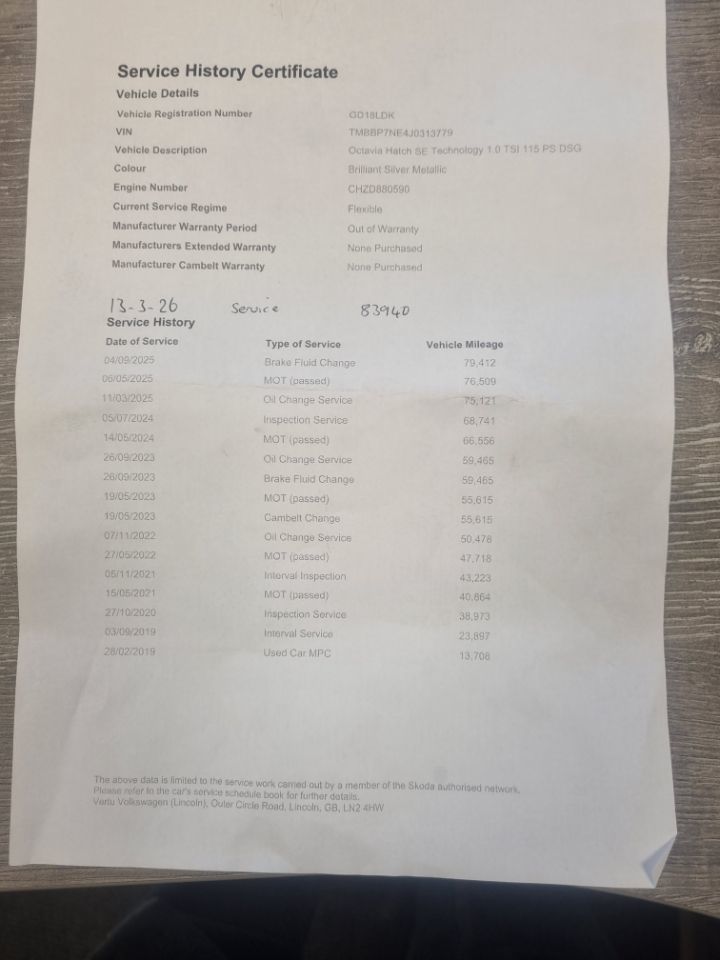 Service History Certificate
Vehicle Details
Vehicle Registration Number GO18LDK
VIN TMBBP7NE4J0313779
Vehicle Description Octavia Hatch SE Technology 1.0 TSI 115 PS DSG
Colour Brilliant Silver Metallic
Engine Number CHZD880590
Current Service Regime Flexible
Manufacturer Warranty Period Out of Warranty
Manufacturers Extended Warranty None Purchased
Manufacturer Cambelt Warranty None Purchased
13-3-26 Service 83940
Service History
Date of Service Type of Service Vehicle Mileage
04/09/2025 Brake Fluid Change 79,412
06/05/2025 MOT (passed) 76,509
11/03/2025 Oil Change Service 75,121
05/07/2024 Inspection Service 68,741
14/05/2024 MOT (passed) 66,556
26/09/2023 Oil Change Service 59,465
26/09/2023 Brake Fluid Change 59,465
19/05/2023 MOT (passed) 55,615
19/05/2023 Cambelt Change 55,615
07/11/2022 Oil Change Service 50,478
27/05/2022 MOT (passed) 47,718
05/11/2021 Interval Inspection 43,223
15/05/2021 MOT (passed) 40,864
27/10/2020 Inspection Service 38,973
03/09/2019 Interval Service 23,897
28/02/2019 Used Car MPC 13,708
The above data is limited to the service work carried out by a member of the Skoda authorised network.
Please refer to the car's service schedule book for further details.
Vertu Volkswagen (Lincoln), Outer Circle Road, Lincoln, GB, LN2 4HW